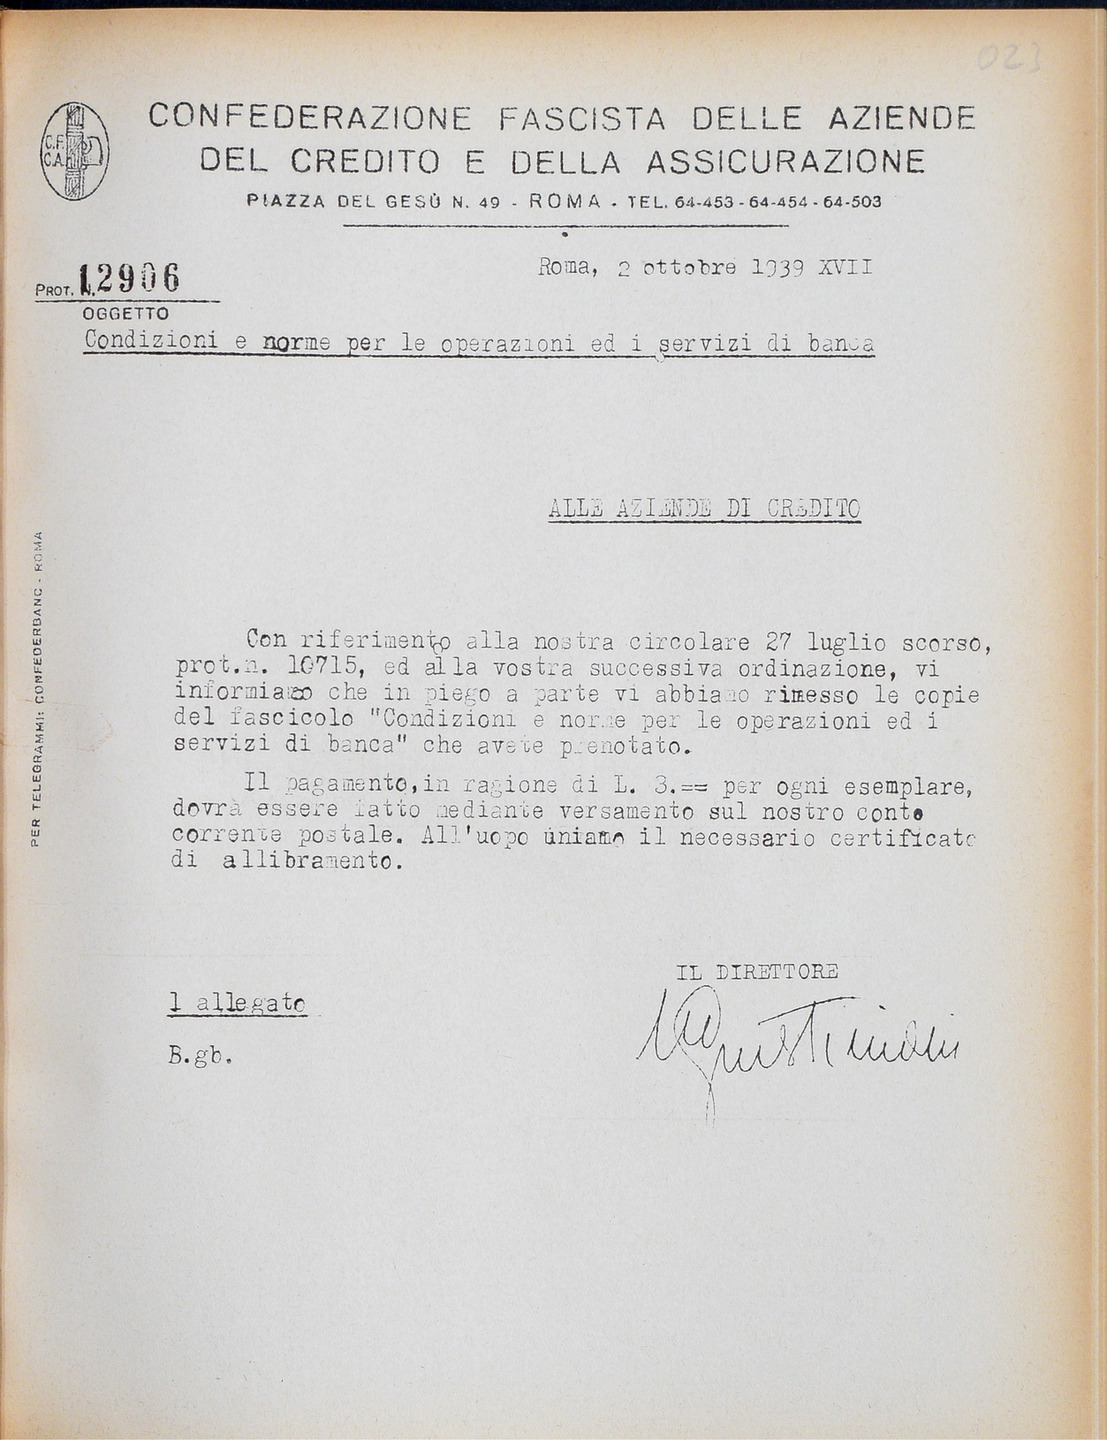 023
CONFEDERAZIONE FASCISTA DELLE AZIENDE
DEL CREDITO E DELLA ASSICURAZIONE
C.F.
C.A.
PIAZZA DEL GESÙ N. 49 - ROMA - TEL. 64-453 - 64-454 - 64-503
Roma, 2 ottobre 1939 XVII
PROT. N. 12906
OGGETTO
Condizioni e norme per le operazioni ed i servizi di banca
ALLE AZIENDE DI CREDITO
PER TELEGRAMMI: CONFEDERBANC - ROMA
Con riferimento alla nostra circolare 27 luglio scorso,
prot.n. 10715, ed alla vostra successiva ordinazione, vi
informiamo che in piego a parte vi abbiamo rimesso le copie
del fascicolo "Condizioni e norme per le operazioni ed i
servizi di banca" che avete prenotato.
Il pagamento, in ragione di L. 3.== per ogni esemplare,
dovrà essere fatto mediante versamento sul nostro conto
corrente postale. All'uopo uniamo il necessario certificato
di allibramento.
IL DIRETTORE
1 allegato
B.gb.